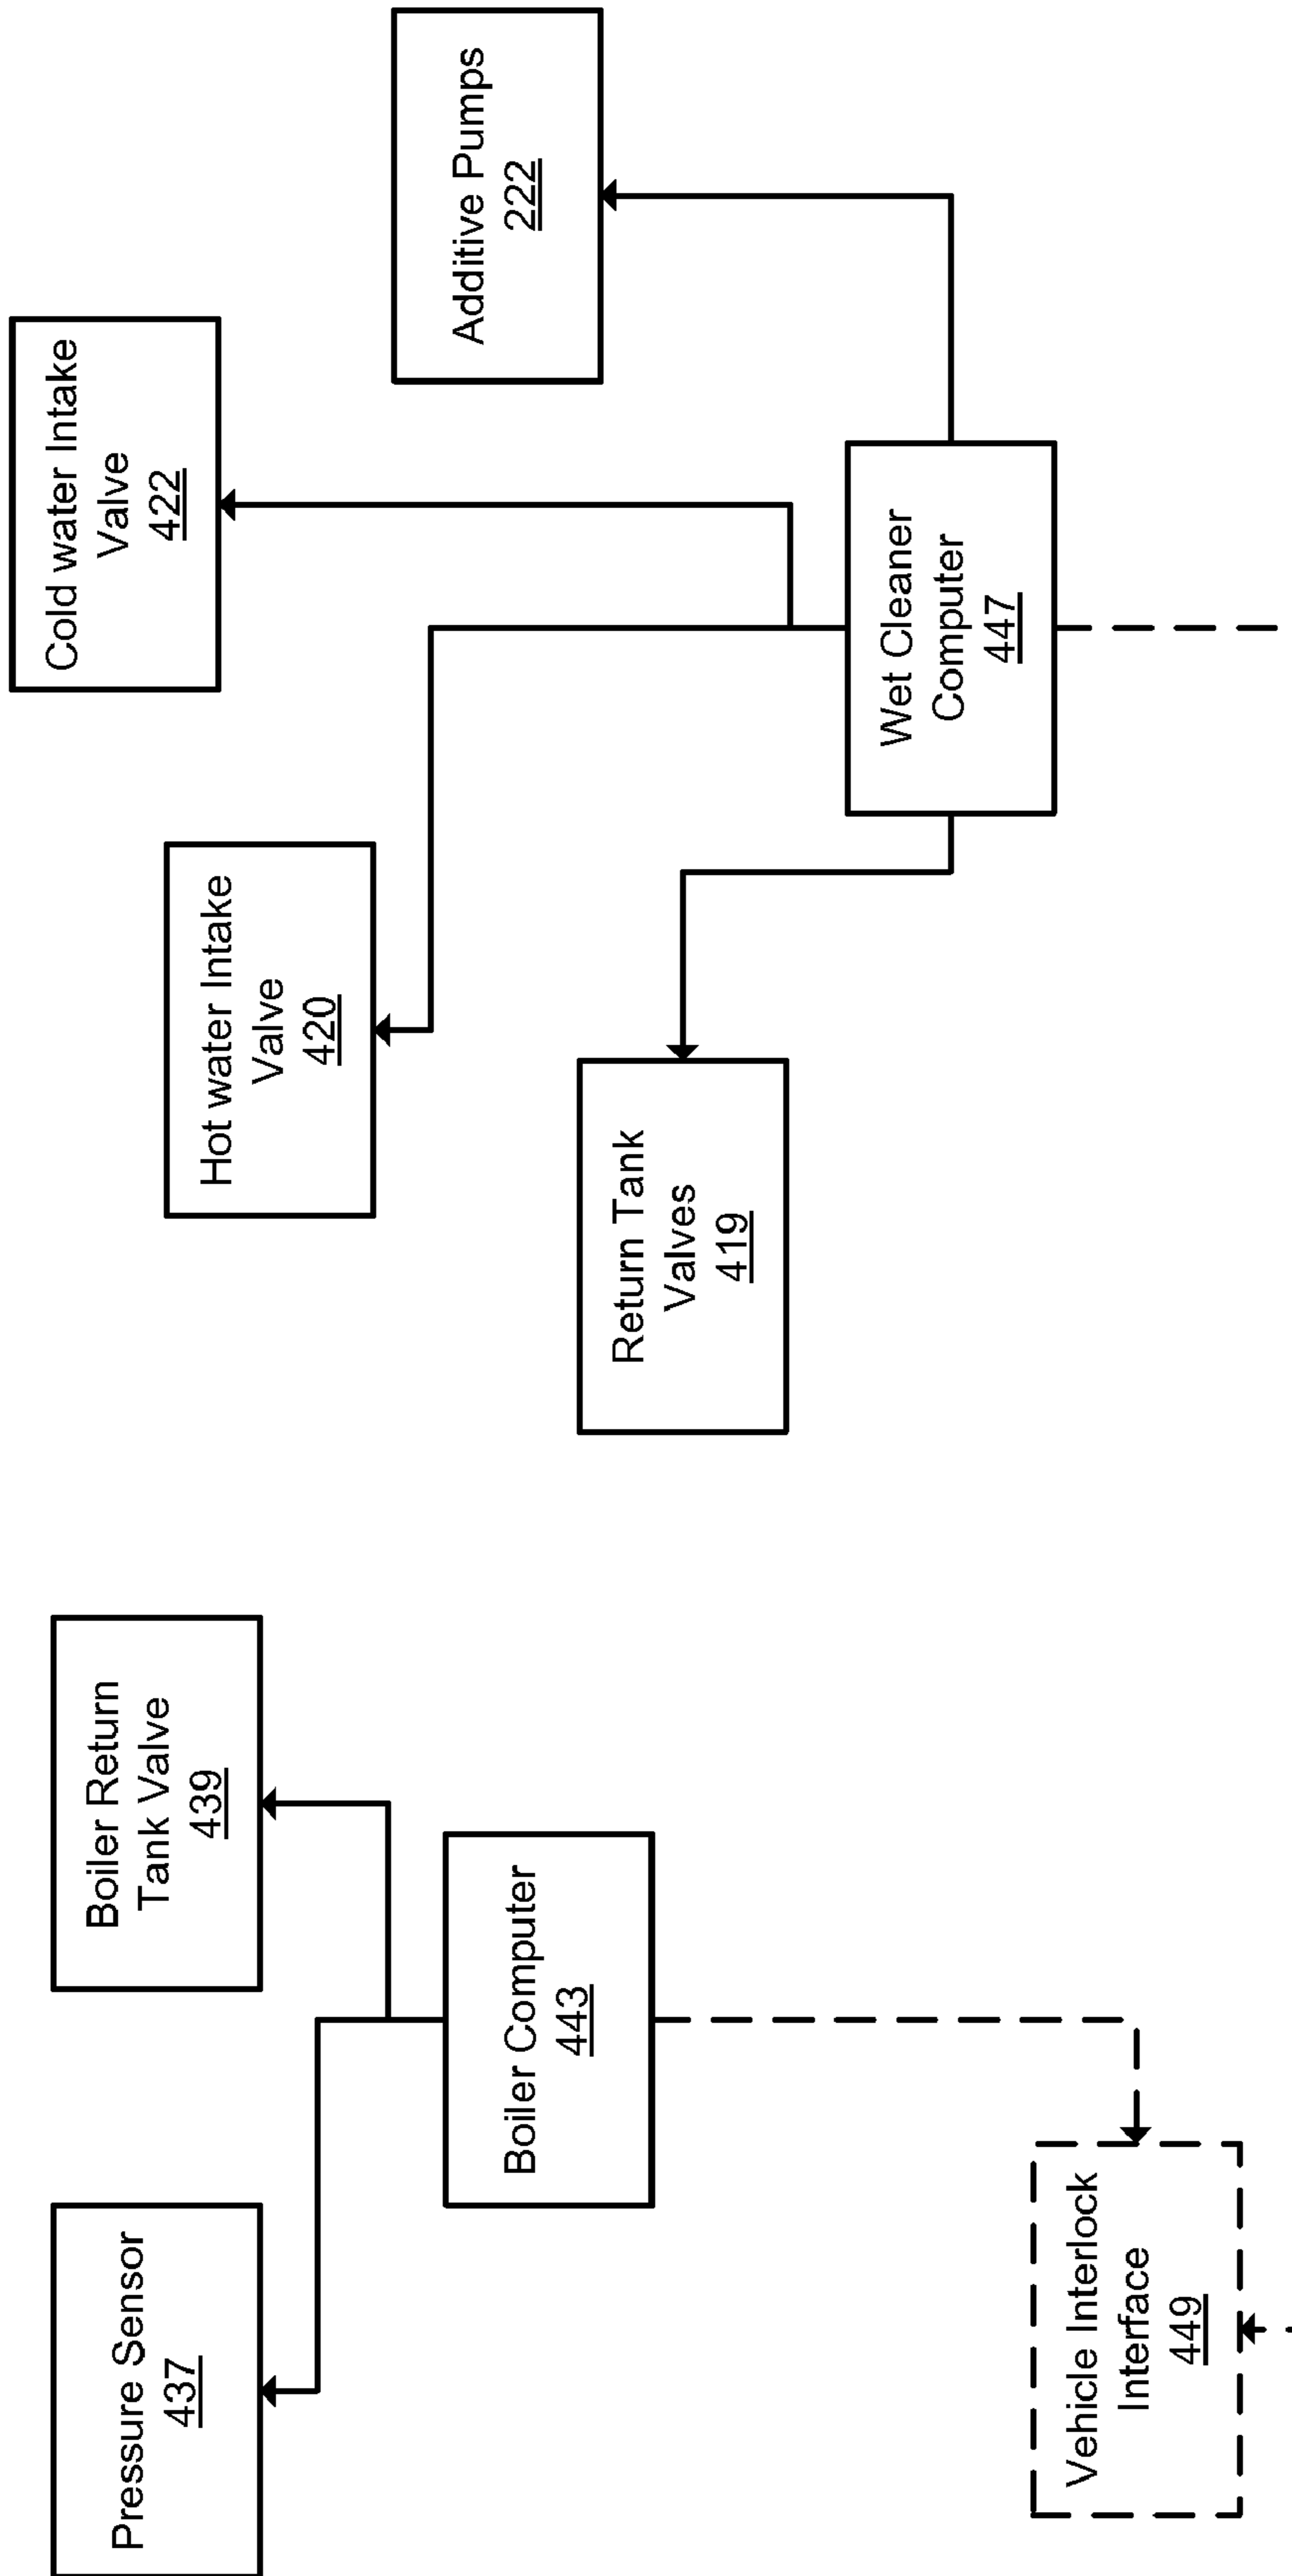 Pressure Sensor
437
Boiler Return
Tank Valve
439
Hot water Intake
Valve
420
Cold water Intake
Valve
422
Additive Pumps
222
Boiler Computer
443
Return Tank
Valves
419
Wet Cleaner
Computer
447
Vehicle Interlock
Interface
449